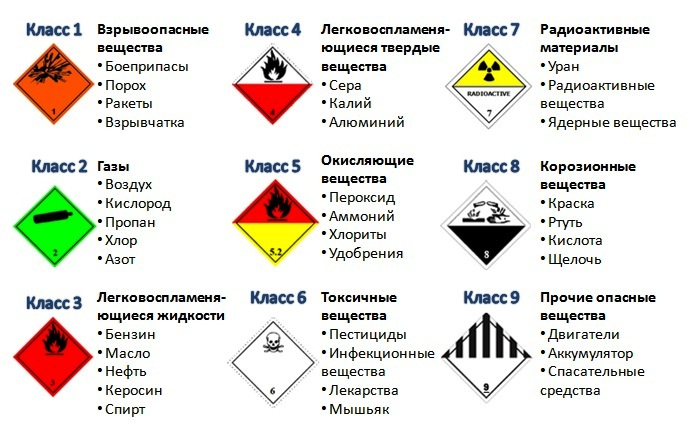 Класс 1
Взрывоопасные
вещества
• Боеприпасы
• Порох
• Ракеты
• Взрывчатка
1
Класс 4
Легковоспламеня-
ющиеся твердые
вещества
• Сера
• Калий
• Алюминий
4
Класс 7
Радиоактивные
материалы
• Уран
• Радиоактивные
вещества
• Ядерные вещества
RADIOACTIVE
7
Класс 2
Газы
• Воздух
• Кислород
• Пропан
• Хлор
• Азот
2
Класс 5
Окисляющие
вещества
• Пероксид
• Аммоний
• Хлориты
• Удобрения
5.2
Класс 8
Корозионные
вещества
• Краска
• Ртуть
• Кислота
• Щелочь
8
Класс 3
Легковоспламеня-
ющиеся жидкости
• Бензин
• Масло
• Нефть
• Керосин
• Спирт
3
Класс 6
Токсичные
вещества
• Пестициды
• Инфекционные
вещества
• Лекарства
• Мышьяк
6
Класс 9
Прочие опасные
вещества
• Двигатели
• Аккумулятор
• Спасательные
средства
9